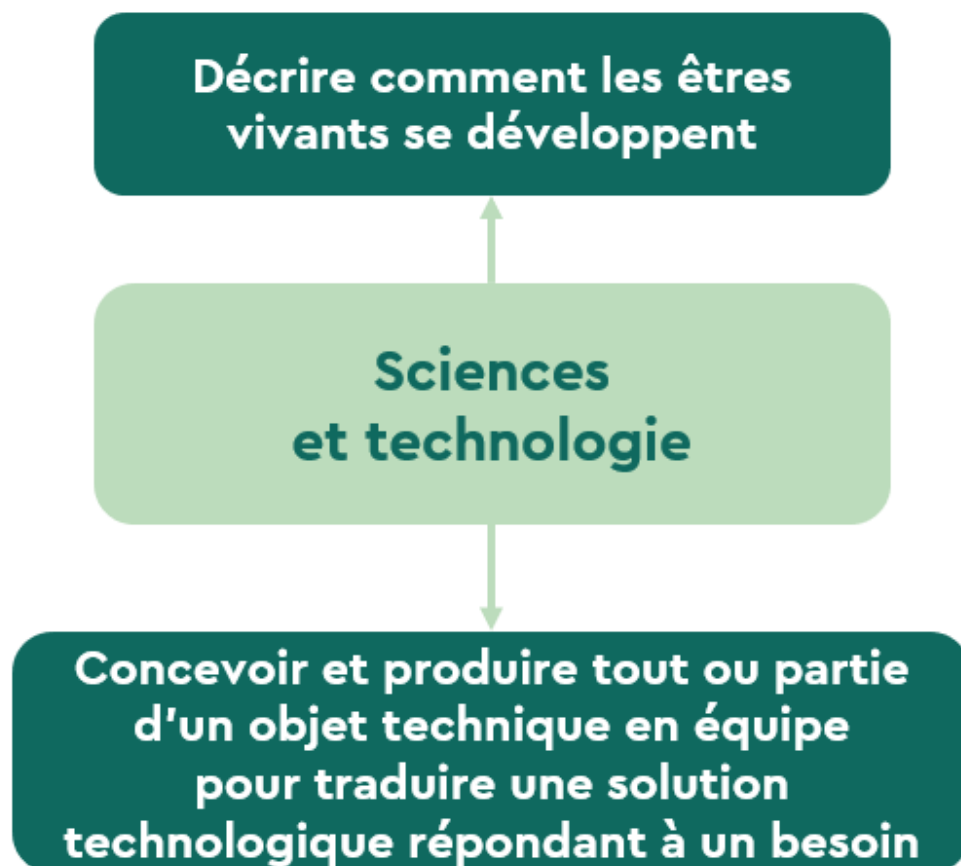 Décrire comment les êtres
vivants se développent
Sciences
et technologie
Concevoir et produire tout ou partie
d'un objet technique en équipe
pour traduire une solution
technologique répondant à un besoin